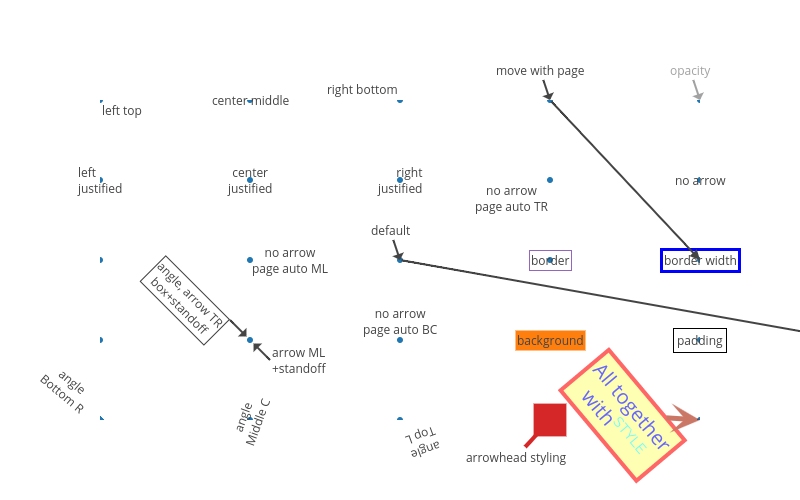 move with page
opacity
right bottom
center-middle
left top
left
justified
center
justified
right
justified
no arrow
no arrow
page auto TR
default
no arrow
page auto ML
border
border width
angle, arrow TR
box+standoff
no arrow
page auto BC
background
padding
arrow ML
+standoff
angle
Bottom R
angle
Middle C
angle
Top L
All together
with STYLE
arrowhead styling